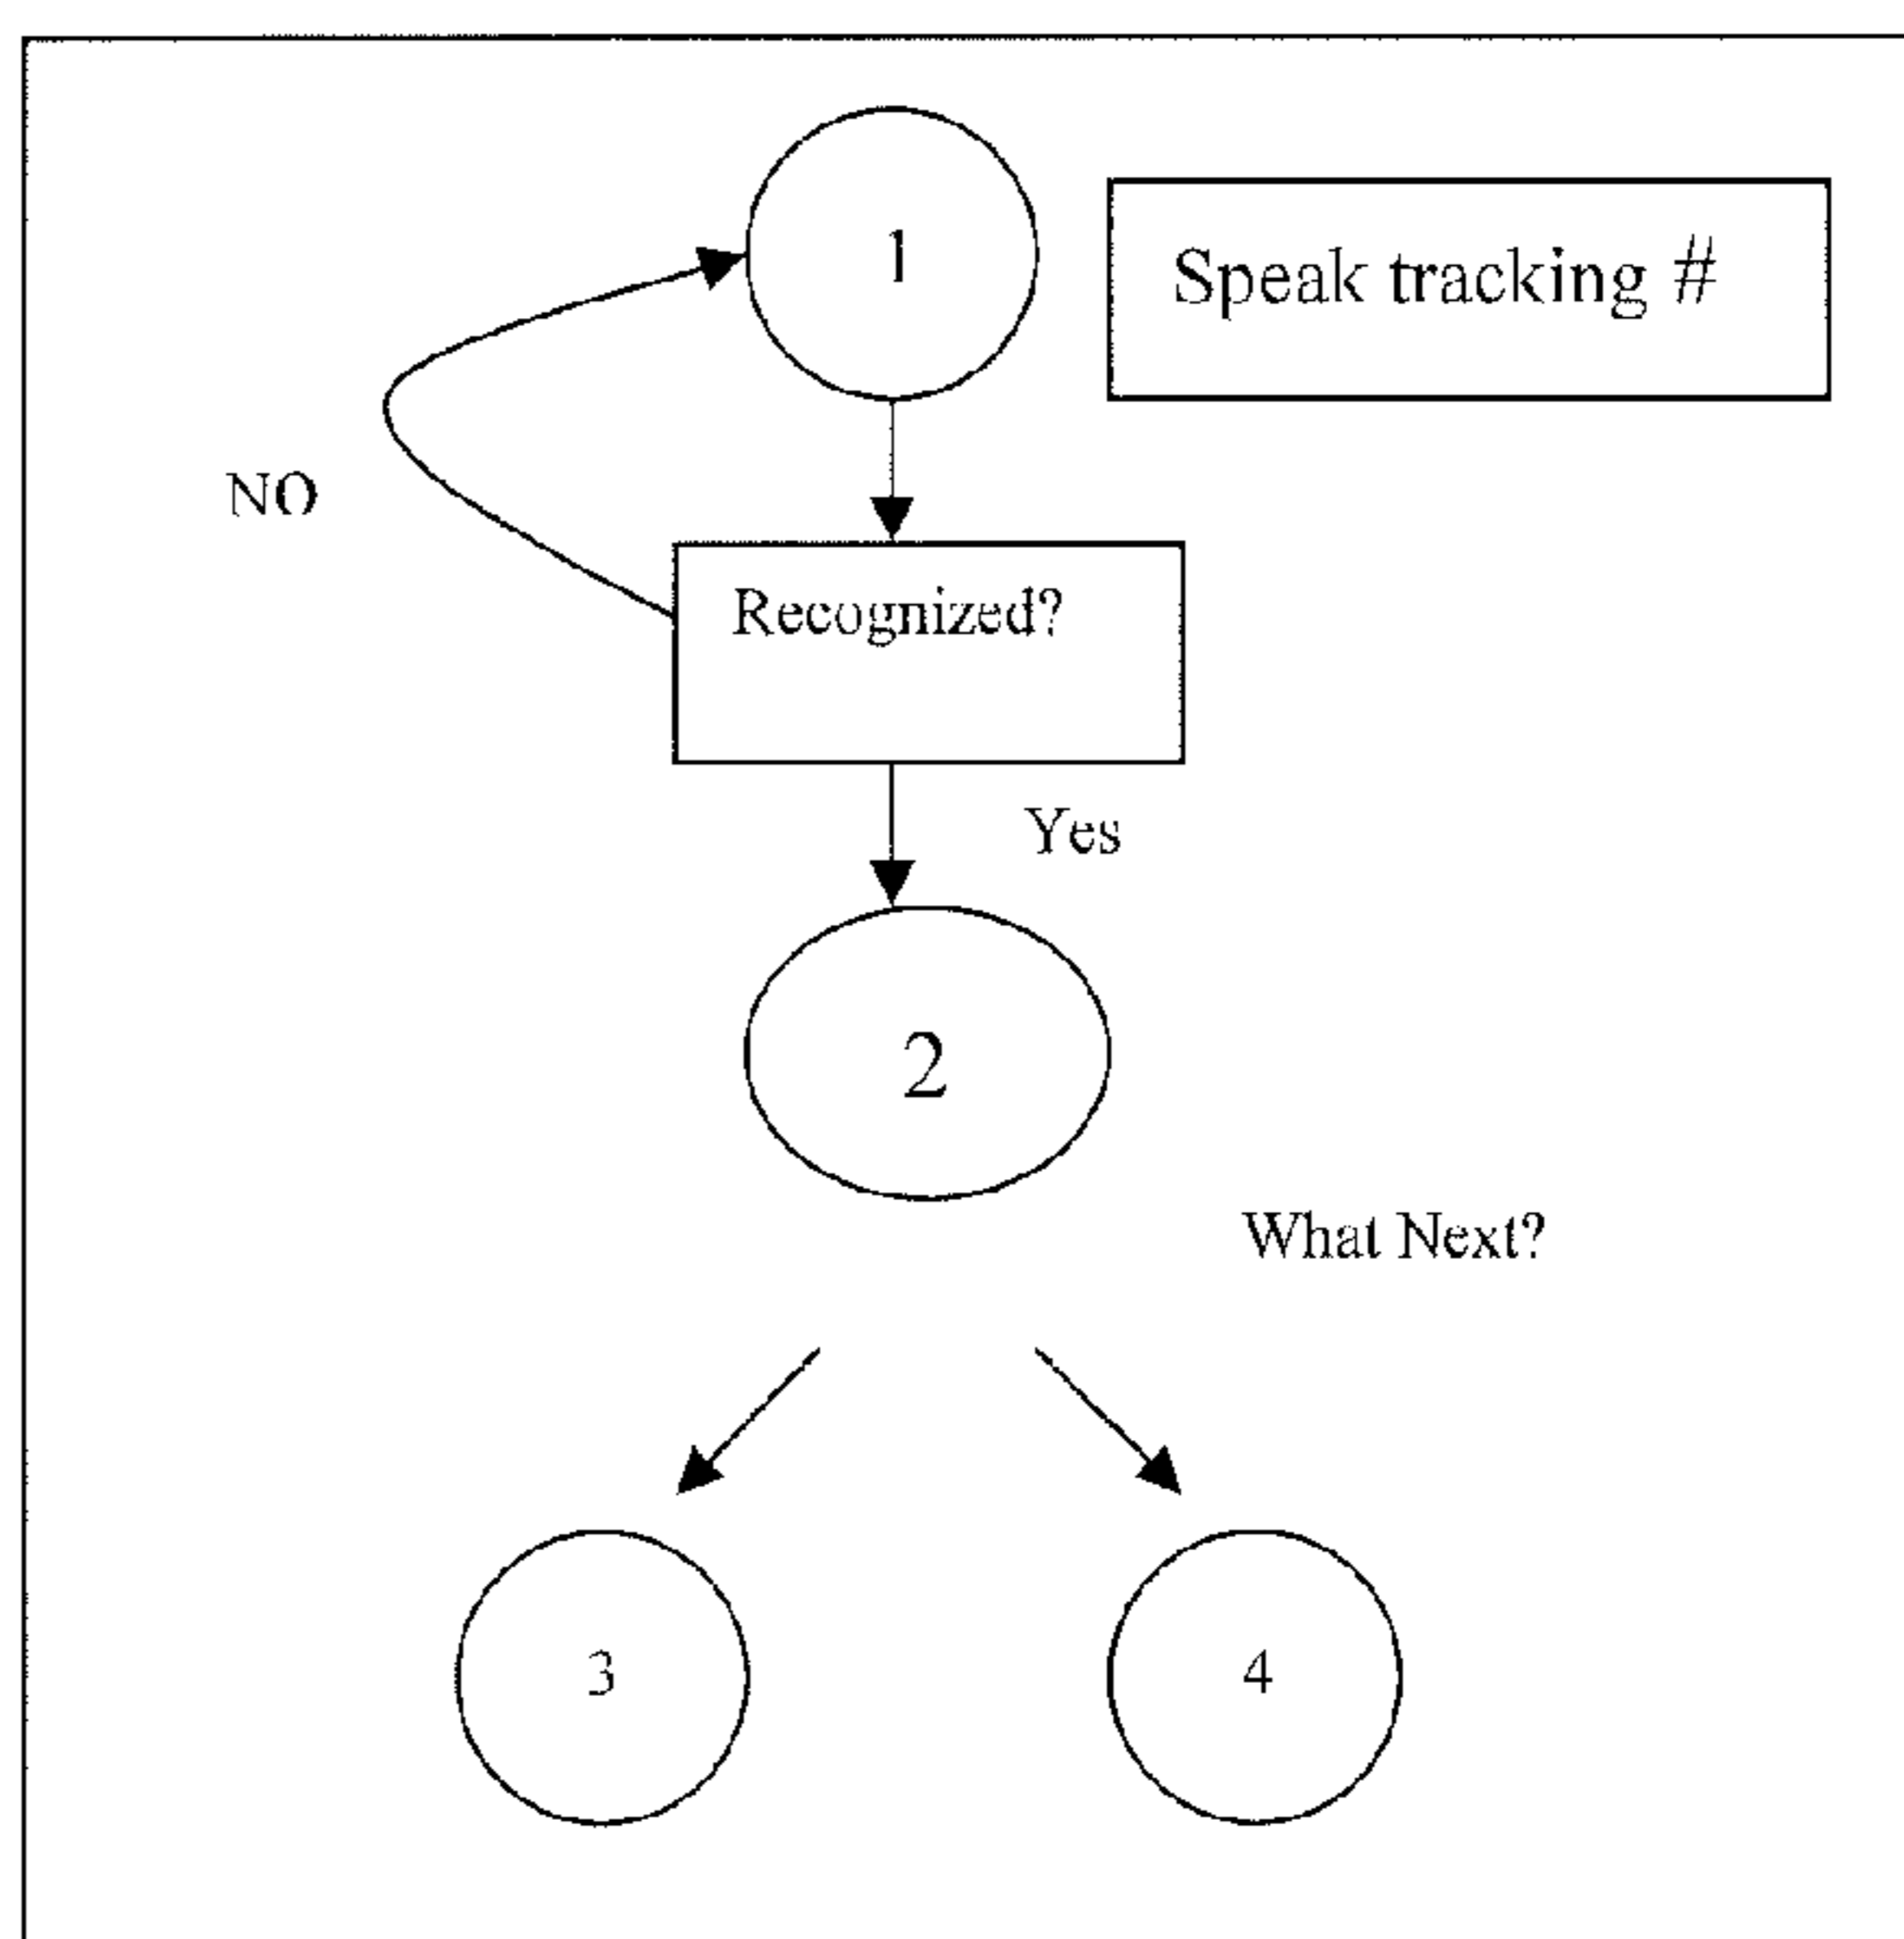 1
Speak tracking #
NO
Recognized?
Yes
2
What Next?
3
4